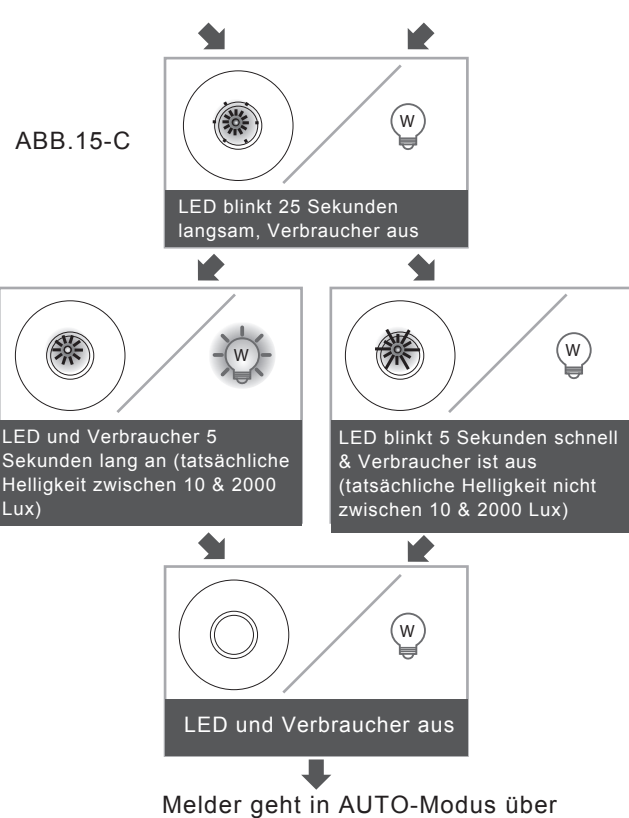 W
ABB.15-C
LED blinkt 25 Sekunden
langsam, Verbraucher aus
W
LED und Verbraucher 5
Sekunden lang an (tatsächliche
Helligkeit zwischen 10 & 2000
Lux)
W
LED blinkt 5 Sekunden schnell
& Verbraucher ist aus
(tatsächliche Helligkeit nicht
zwischen 10 & 2000 Lux)
W
LED und Verbraucher aus
Melder geht in AUTO-Modus über